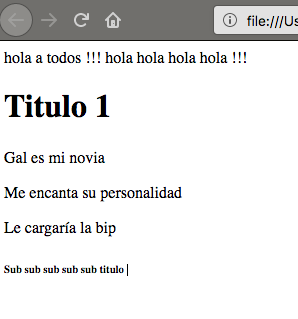 file:///Us
hola a todos !!! hola hola hola hola !!!
Titulo 1
Gal es mi novia
Me encanta su personalidad
Le cargaría la bip
Sub sub sub sub sub titulo